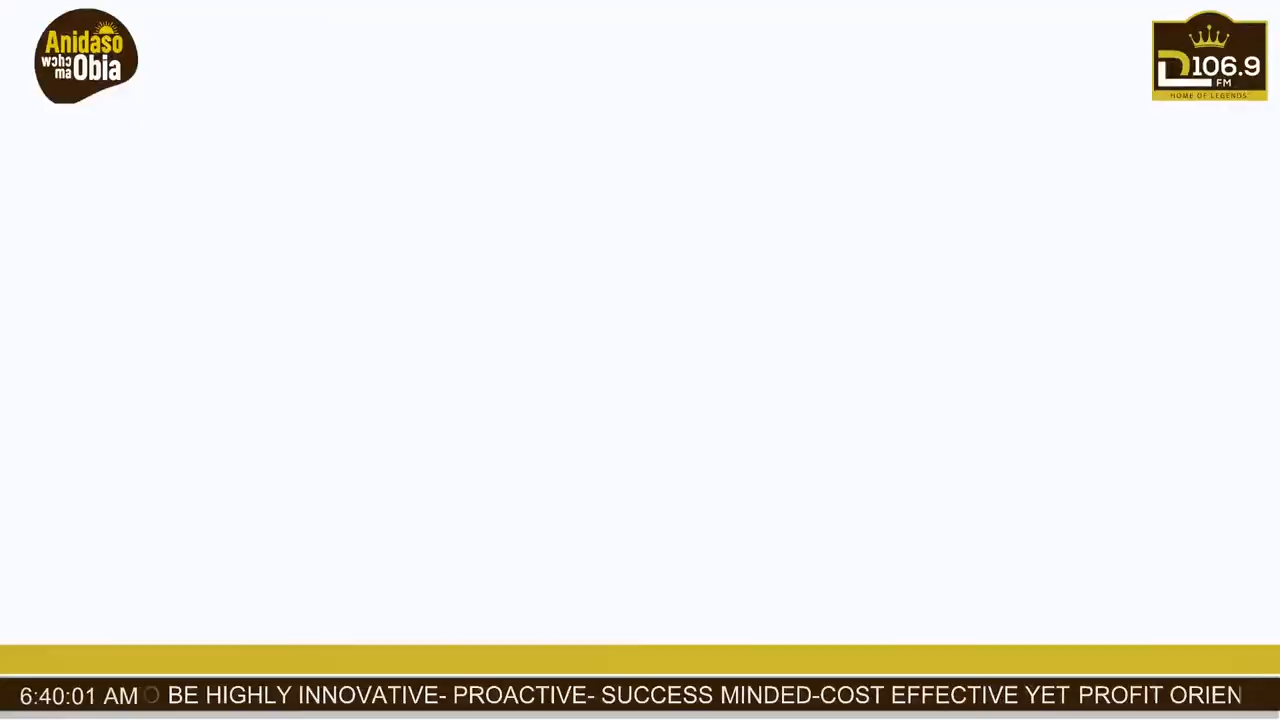 Anidaso
wɔhɔ
ma Obia
106.9
FM
HOME OF LEGENDS
6:40:01 AM O BE HIGHLY INNOVATIVE- PROACTIVE- SUCCESS MINDED-COST EFFECTIVE YET PROFIT ORIEN